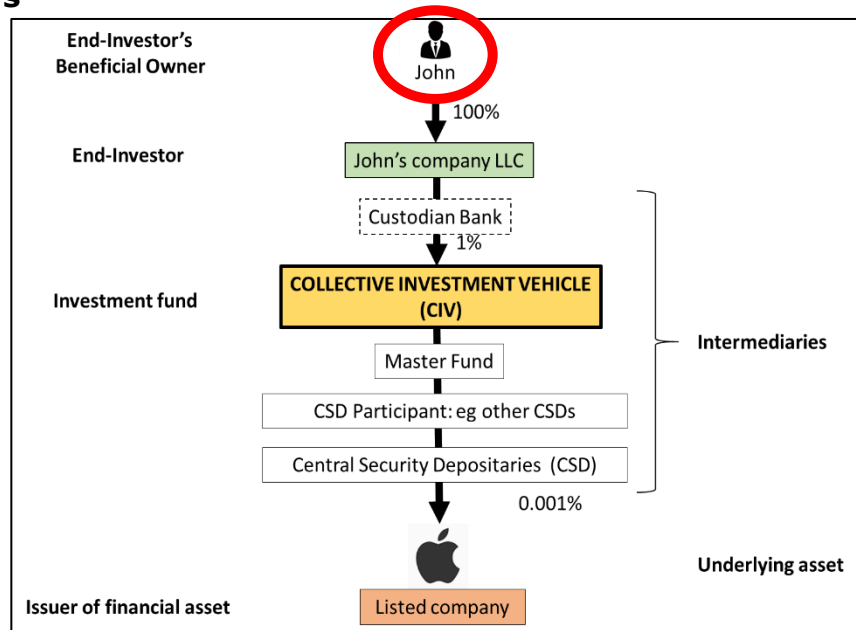 s
End-Investor's
Beneficial Owner
John
100%
End-Investor
John's company LLC
Custodian Bank
1%
Investment fund
COLLECTIVE INVESTMENT VEHICLE
(CIV)
Intermediaries
Master Fund
CSD Participant: eg other CSDs
Central Security Depositaries (CSD)
0.001%
Underlying asset
Issuer of financial asset
Listed company